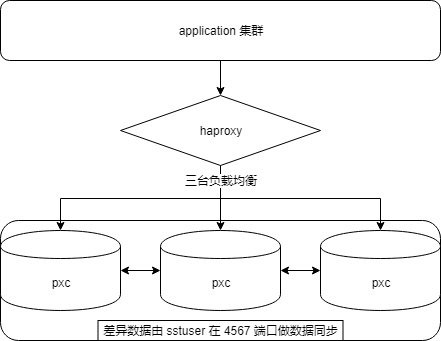 application 集群
haproxy
三台负载均衡
pxc
pxc
pxc
差异数据由 sstuser 在 4567 端口做数据同步